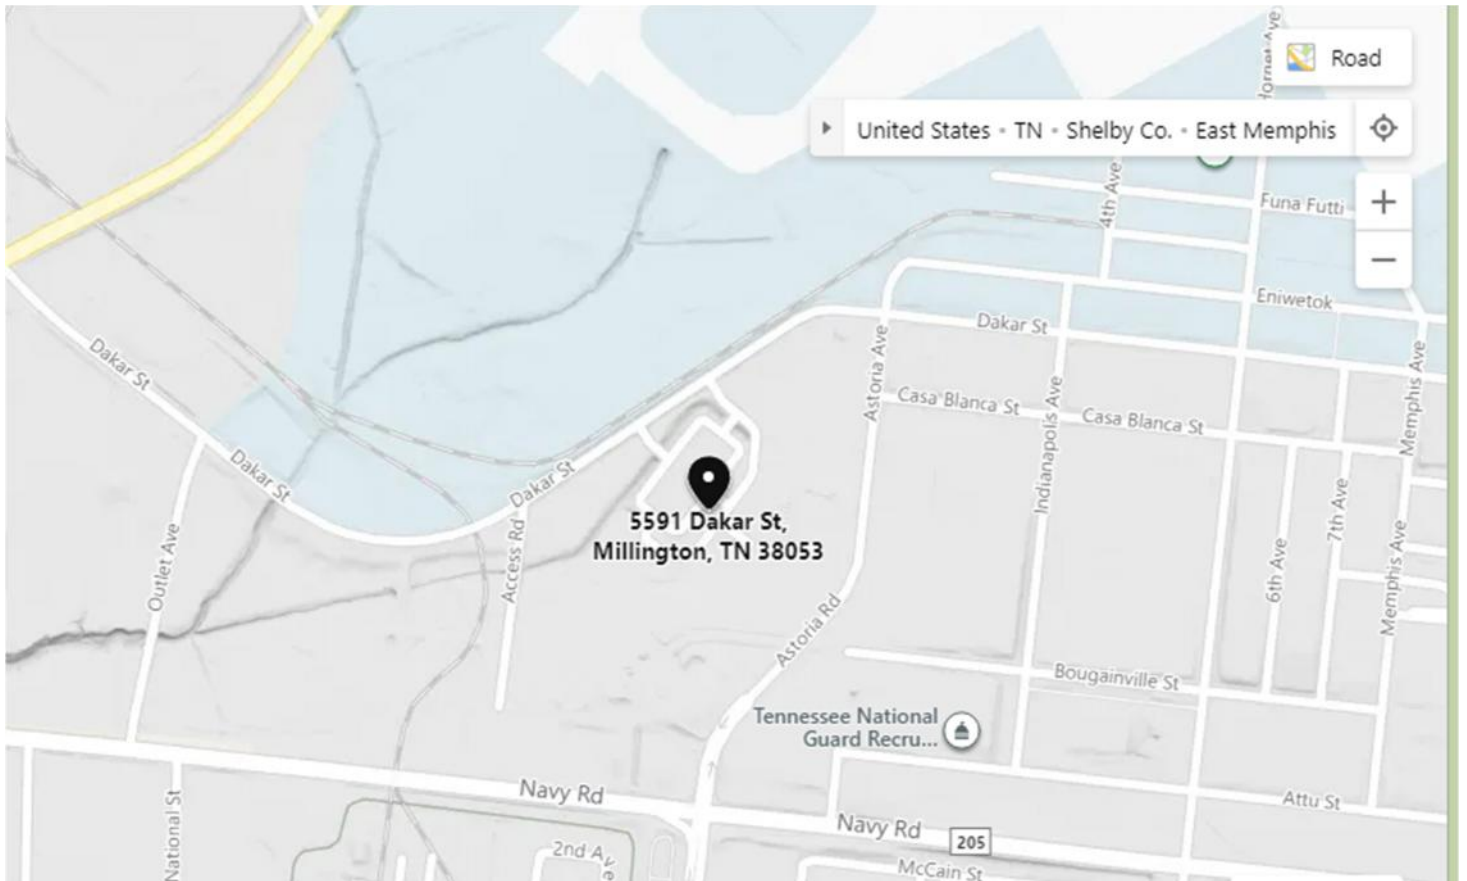 Hornet Ave
Road
United States • TN • Shelby Co. • East Memphis
4th Ave
Funa Futti
+
−
Eniwetok
Dakar St
Dakar St
Astoria Ave
Casa Blanca St
Casa Blanca St
Indianapolis Ave
Memphis Ave
Dakar St
Dakar St
5591 Dakar St,
Millington, TN 38053
Outlet Ave
Access Rd
7th Ave
6th Ave
Memphis Ave
Astoria Rd
Bougainville St
Tennessee National
Guard Recru...
Navy Rd
Attu St
National St
Navy Rd
205
2nd Ave
McCain St